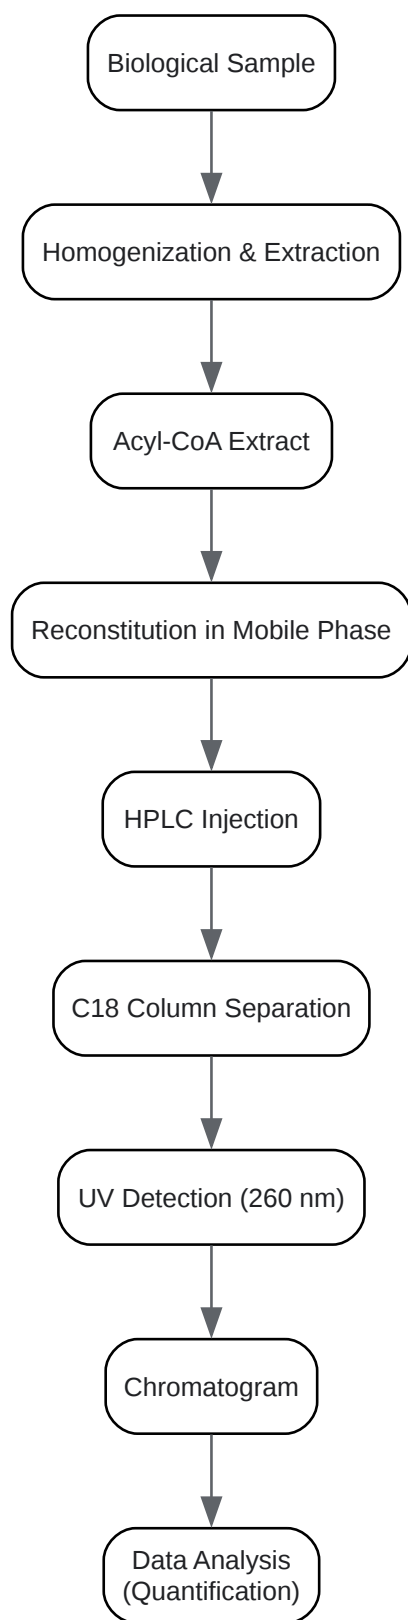 Biological Sample
Homogenization & Extraction
Acyl-CoA Extract
Reconstitution in Mobile Phase
HPLC Injection
C18 Column Separation
UV Detection (260 nm)
Chromatogram
Data Analysis
(Quantification)